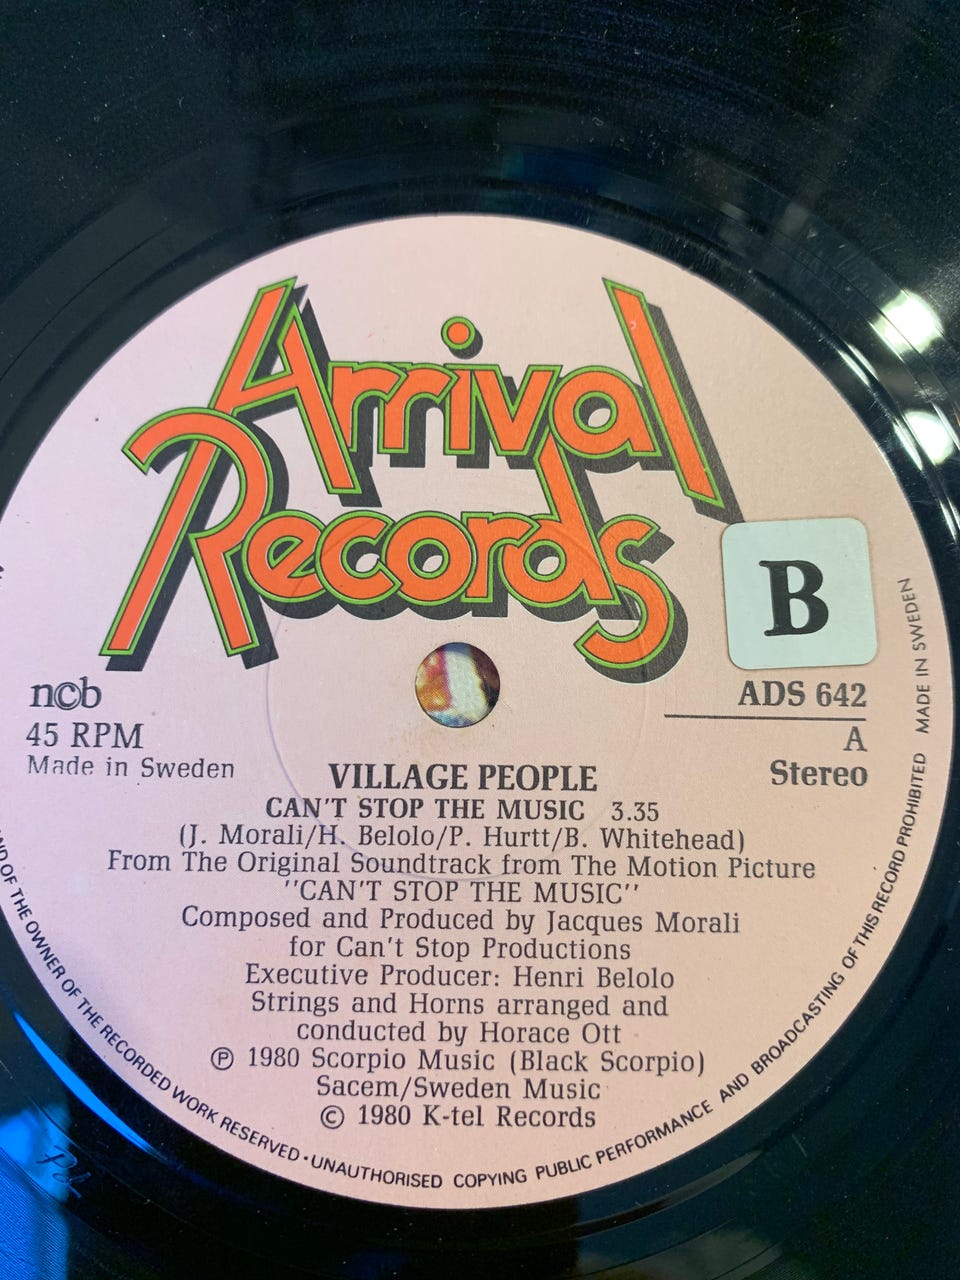 Arrival
Records
B
ncb
45 RPM
Made in Sweden
ADS 642
A
Stereo
VILLAGE PEOPLE
CAN'T STOP THE MUSIC 3.35
(J. Morali/H. Belolo/P. Hurtt/B. Whitehead)
From The Original Soundtrack from The Motion Picture
"CAN'T STOP THE MUSIC"
Composed and Produced by Jacques Morali
for Can't Stop Productions
Executive Producer: Henri Belolo
Strings and Horns arranged and
conducted by Horace Ott
℗ 1980 Scorpio Music (Black Scorpio)
Sacem/Sweden Music
© 1980 K-tel Records
OF THE OWNER OF THE RECORDED WORK RESERVED · UNAUTHORISED COPYING PUBLIC PERFORMANCE AND BROADCASTING OF THIS RECORD PROHIBITED MADE IN SWEDEN